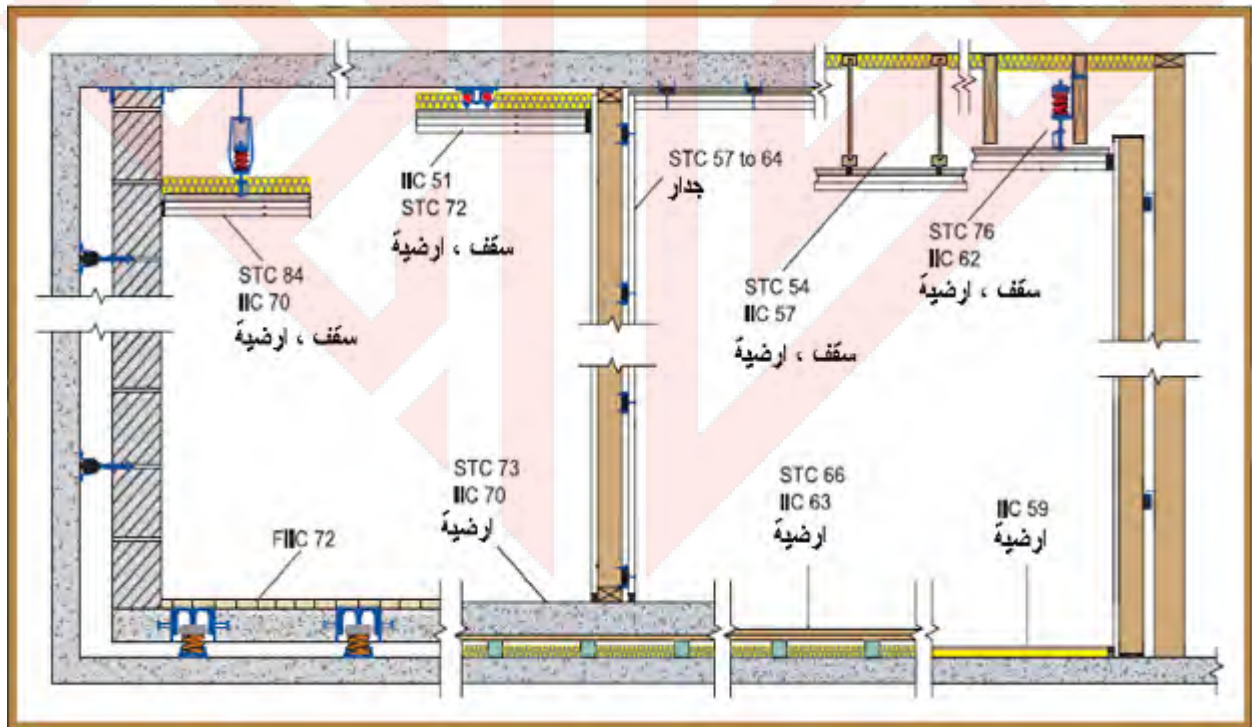 IIC 51
STC 72
سقف ، ارضية
STC 57 to 64
جدار
STC 84
IIC 70
سقف ، ارضية
STC 54
IIC 57
سقف ، ارضية
STC 76
IIC 62
سقف ، ارضية
STC 73
IIC 70
ارضية
STC 66
IIC 63
ارضية
IIC 59
ارضية
FIIC 72